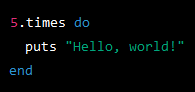 5.times do
  puts "Hello, world!"
end